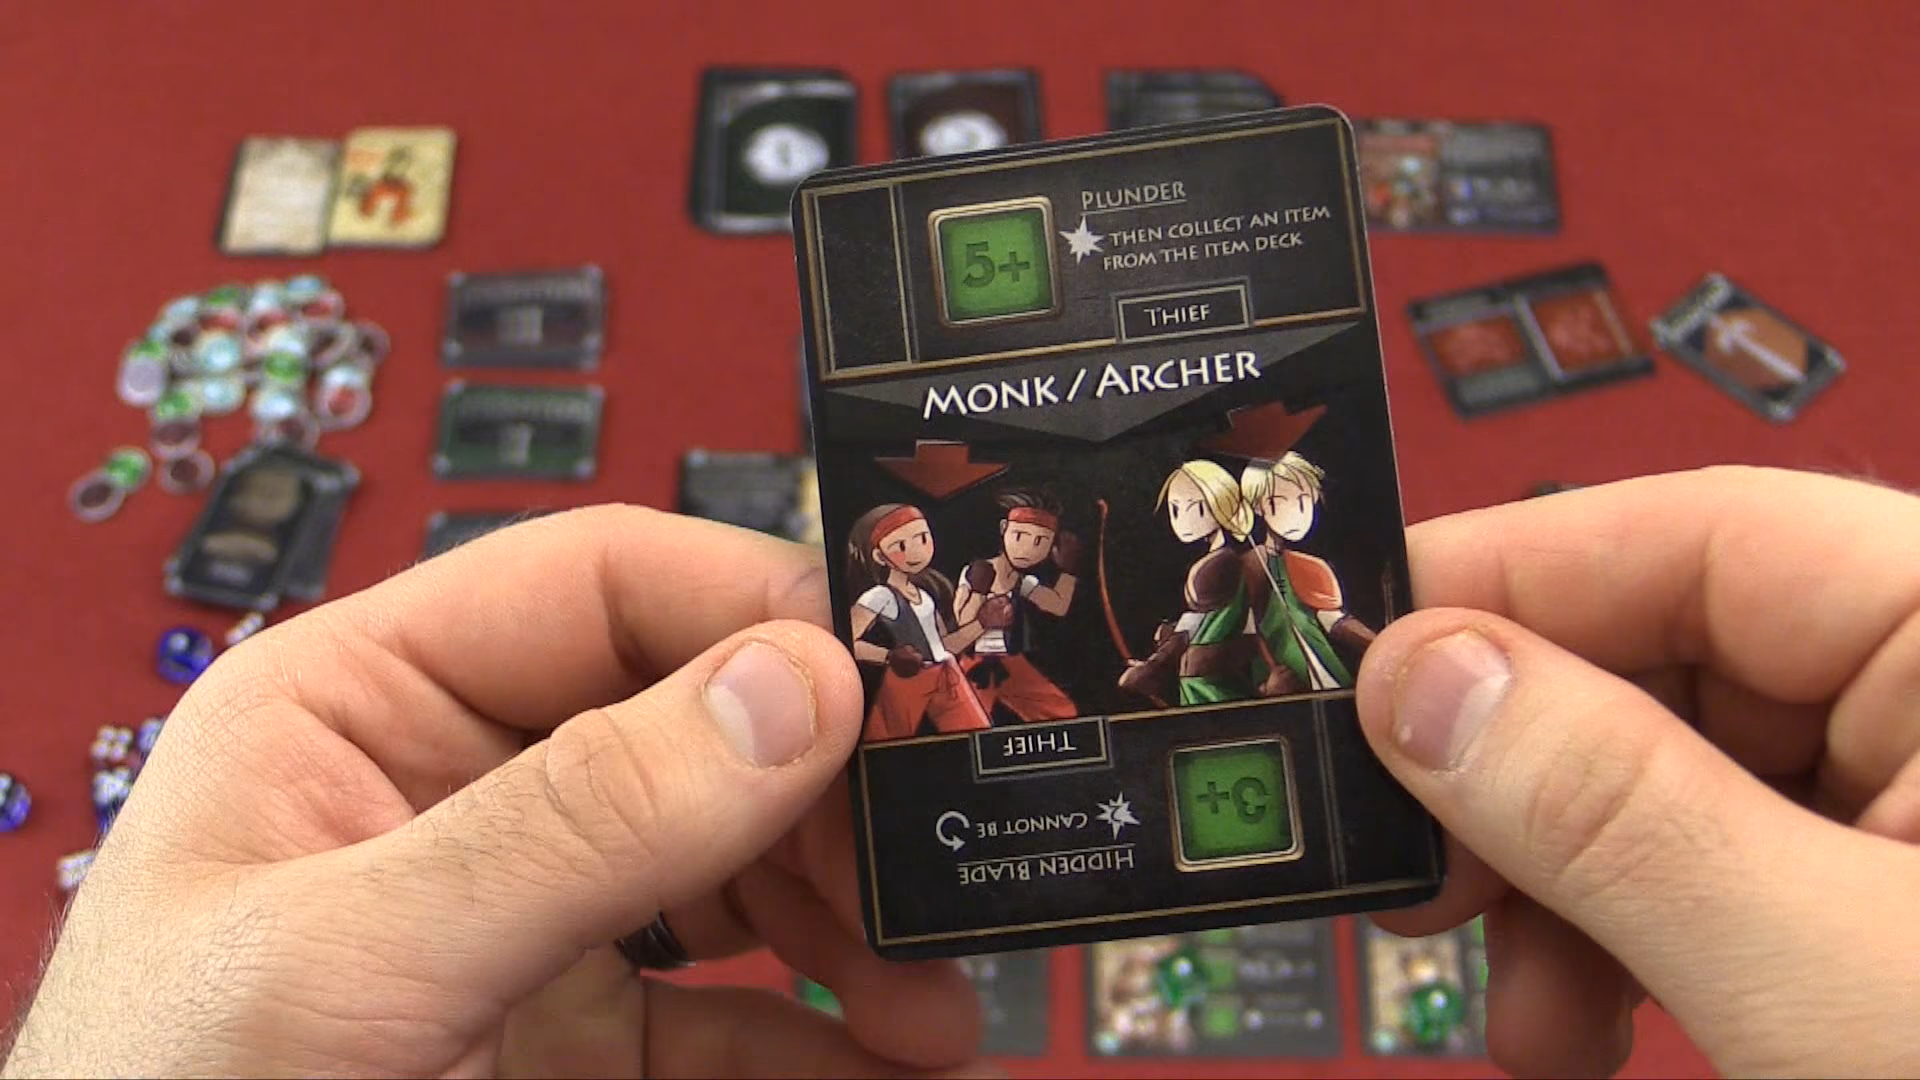 PLUNDER
THEN COLLECT AN ITEM
FROM THE ITEM DECK
5+
THIEF
MONK / ARCHER
THIEF
3+
2 CANNOT BE
HIDDEN BLADE